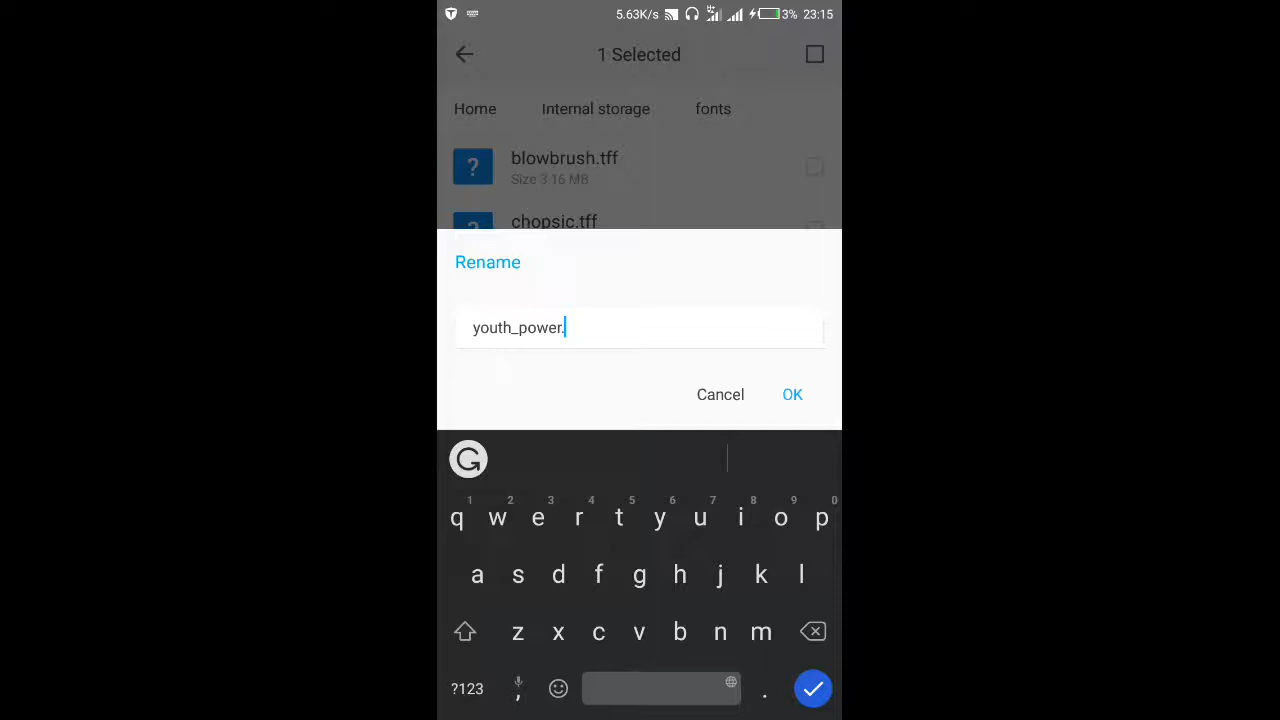 5.63K/s 3% 23:15
1 Selected
Home Internal storage fonts
blowbrush.tff
Size 3.16 MB
chopsic.tff
Rename
youth_power.
Cancel OK
1 2 3 4 5 6 7 8 9 0
q w e r t y u i o p
a s d f g h j k l
z x c v b n m
?123 , .